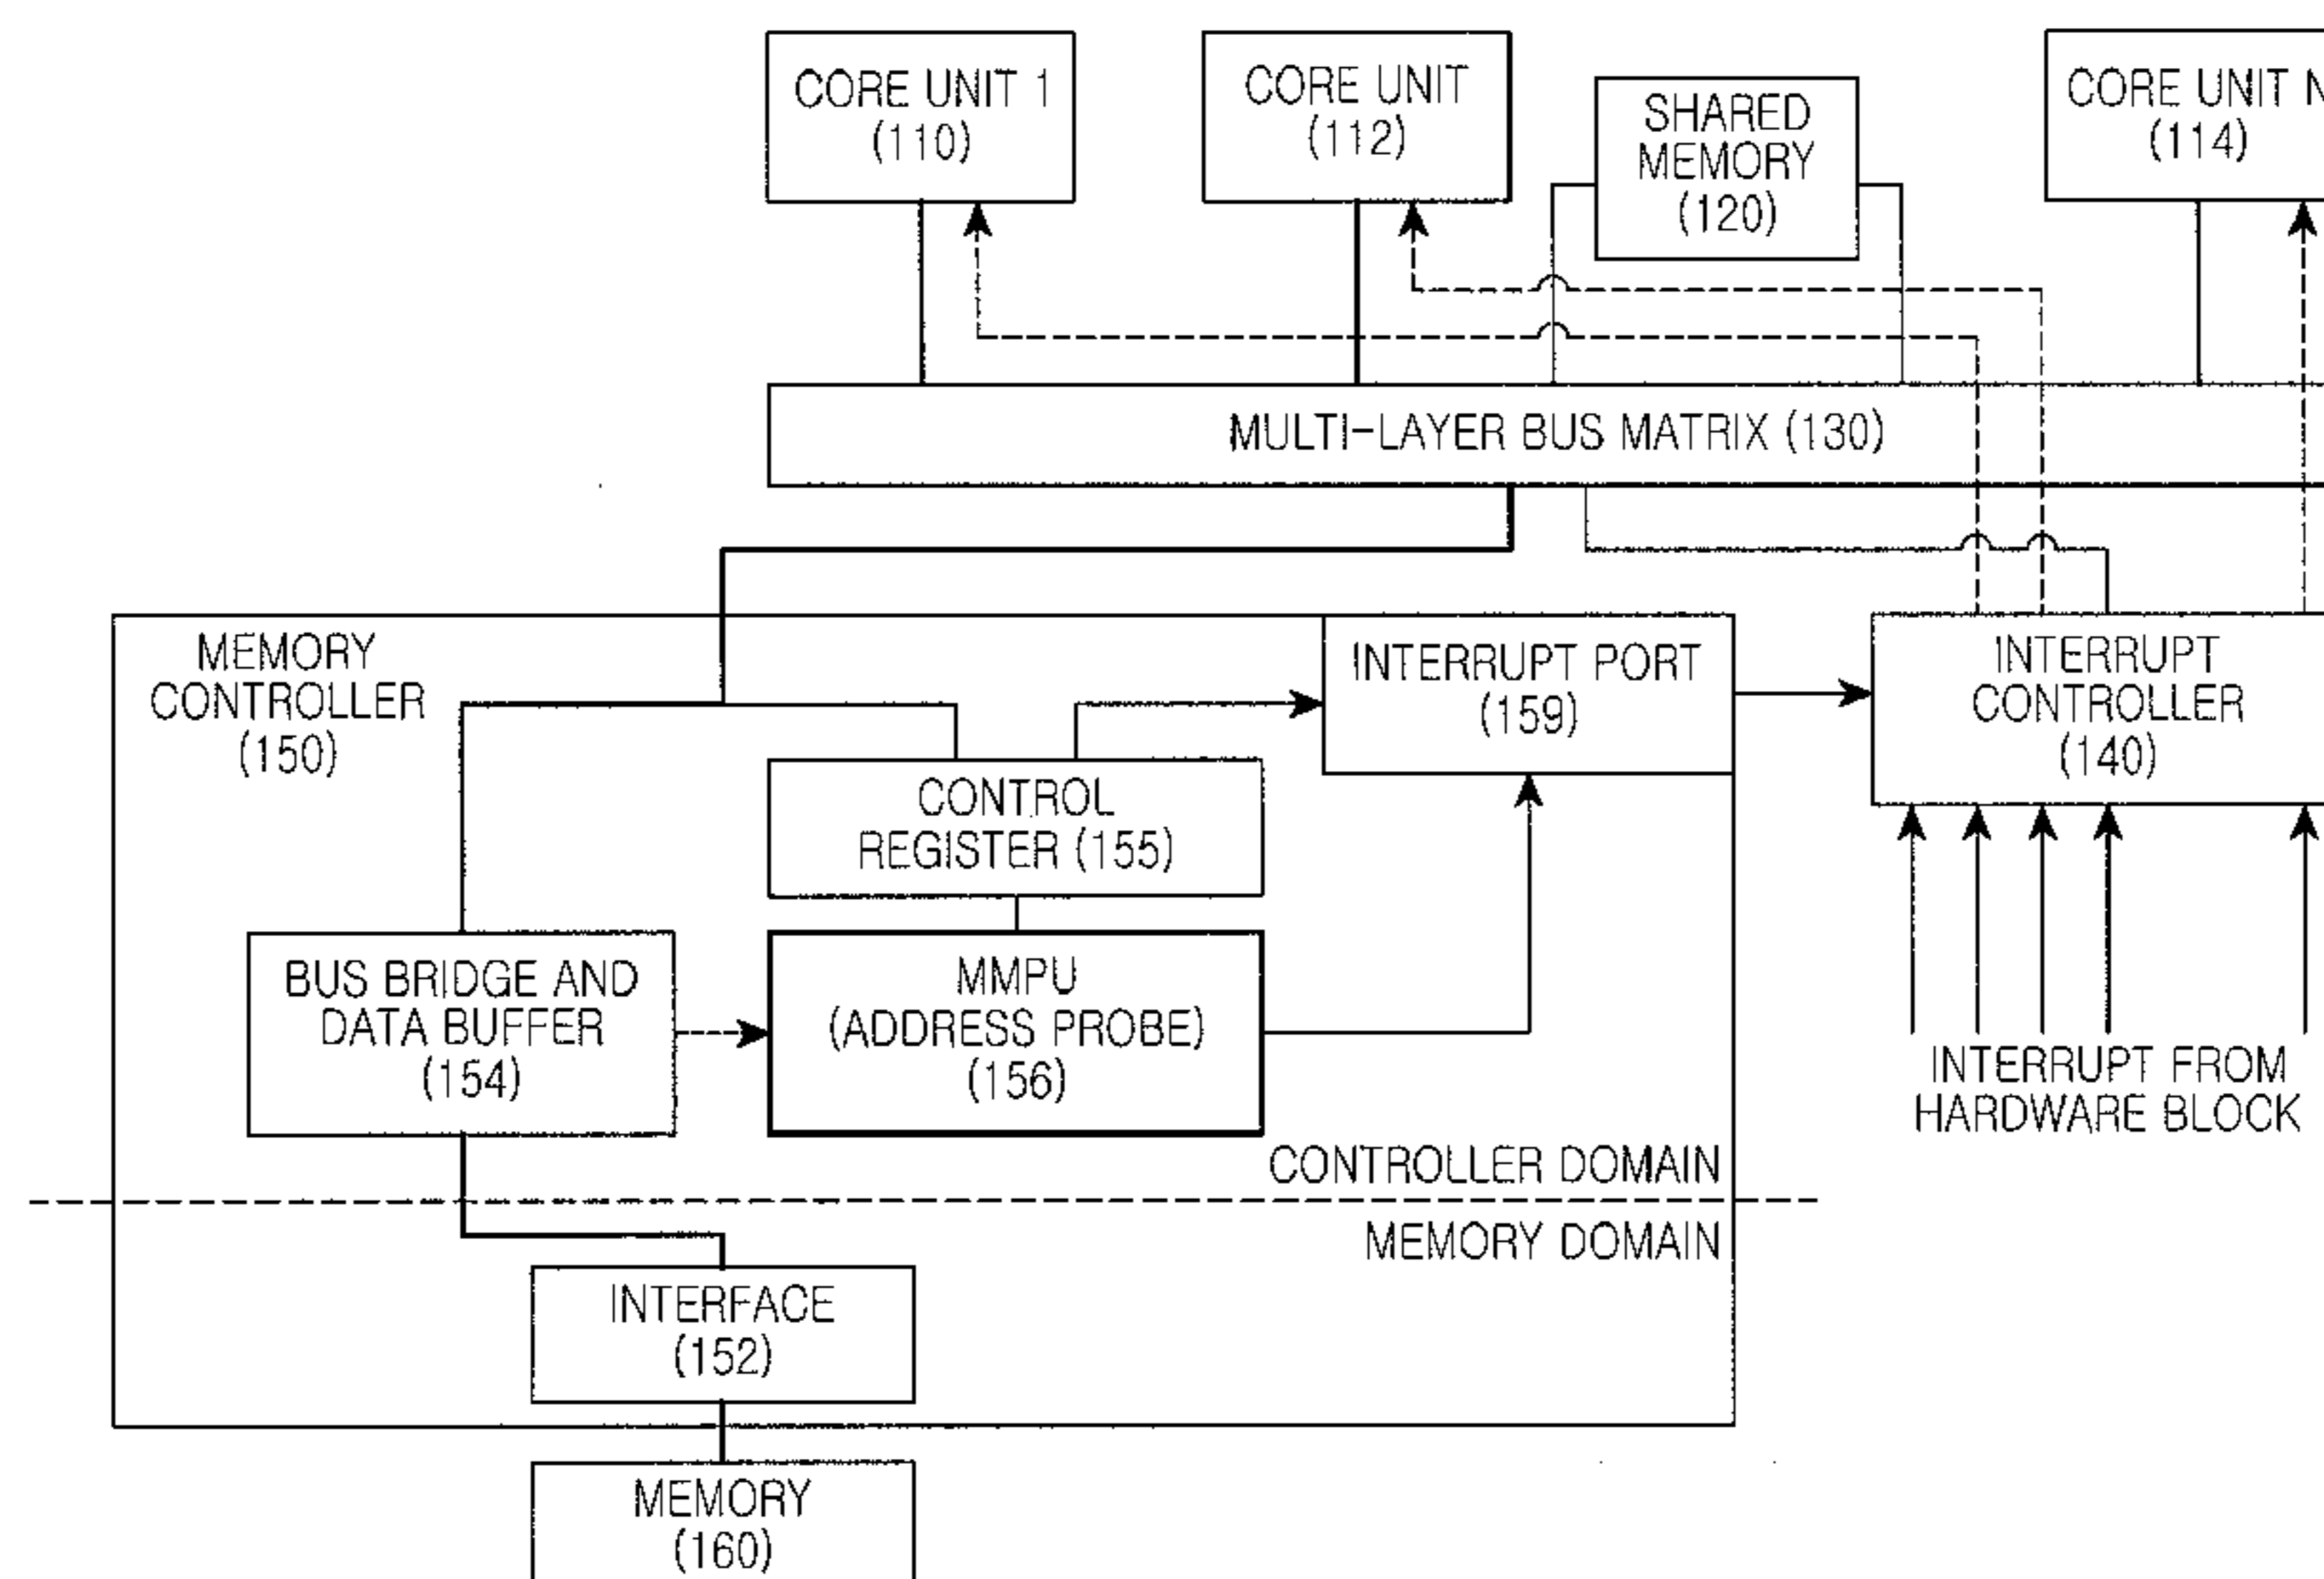 CORE UNIT 1
(110)
CORE UNIT
(112)
SHARED
MEMORY
(120)
CORE UNIT N
(114)
MULTI-LAYER BUS MATRIX (130)
MEMORY
CONTROLLER
(150)
INTERRUPT PORT
(159)
INTERRUPT
CONTROLLER
(140)
CONTROL
REGISTER (155)
BUS BRIDGE AND
DATA BUFFER
(154)
MMPU
(ADDRESS PROBE)
(156)
INTERRUPT FROM
HARDWARE BLOCK
CONTROLLER DOMAIN
MEMORY DOMAIN
INTERFACE
(152)
MEMORY
(160)